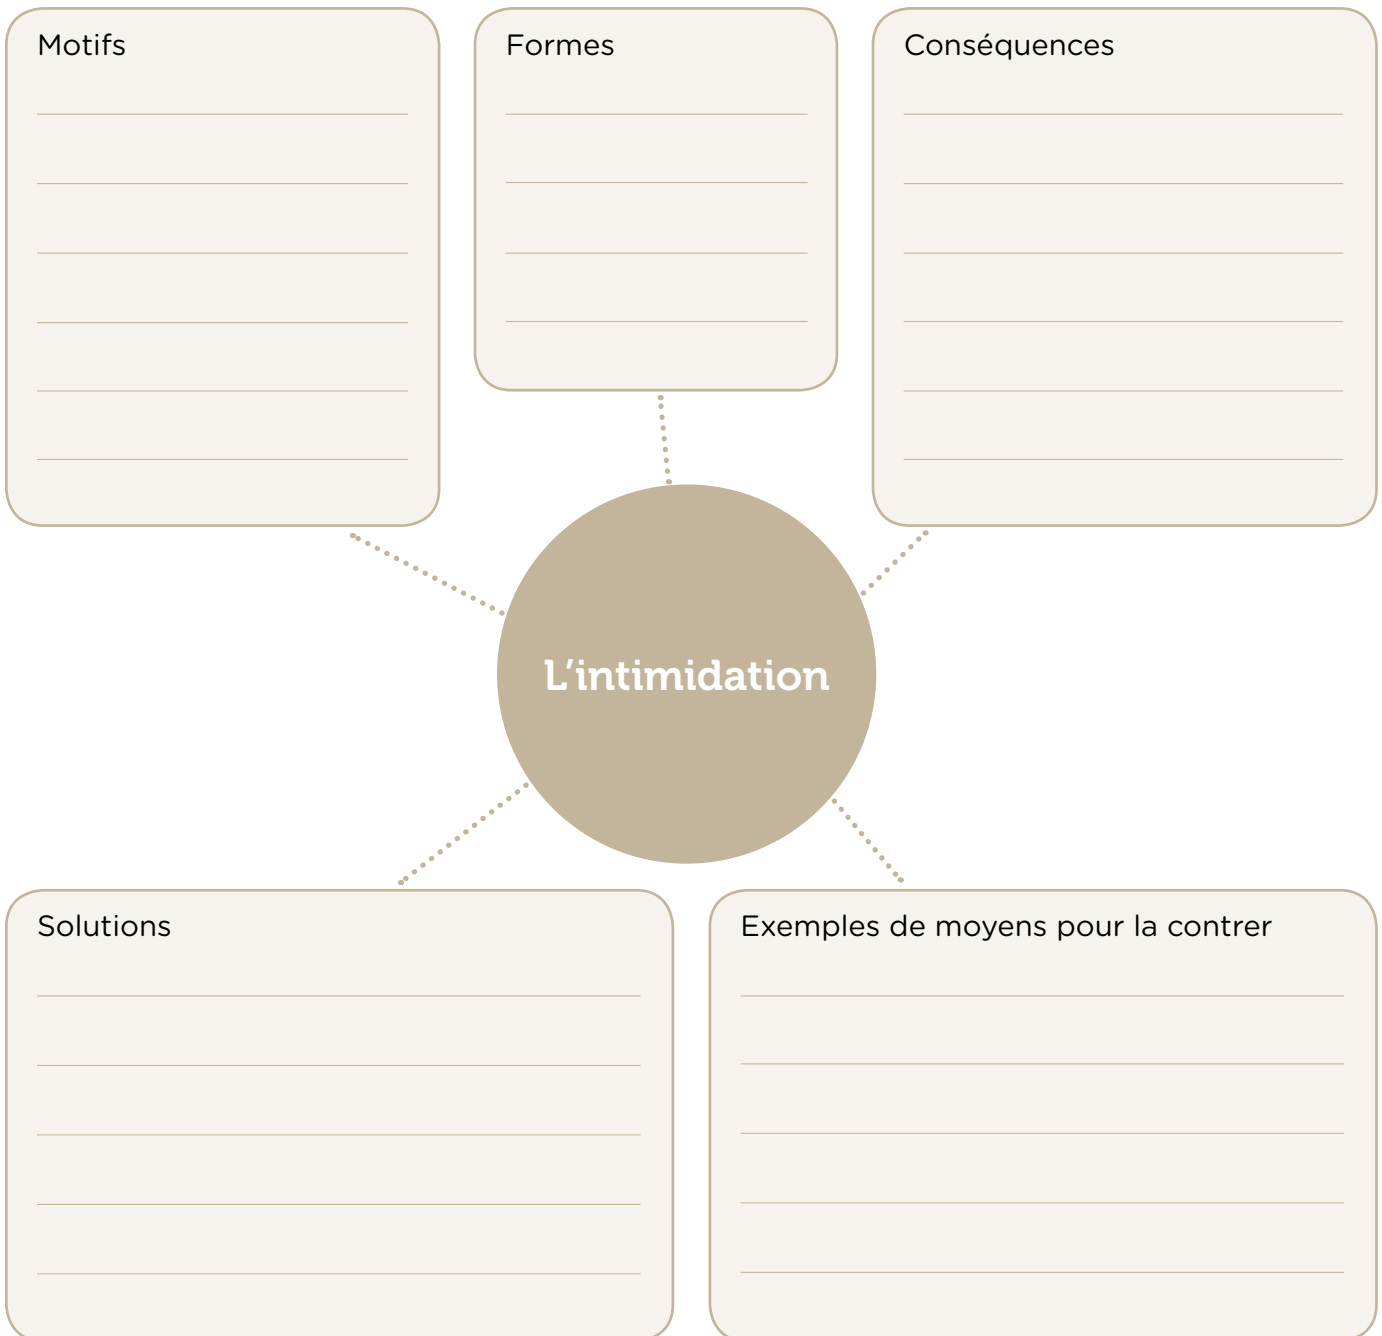 Motifs
Formes
Conséquences
L'intimidation
Solutions
Exemples de moyens pour la contrer